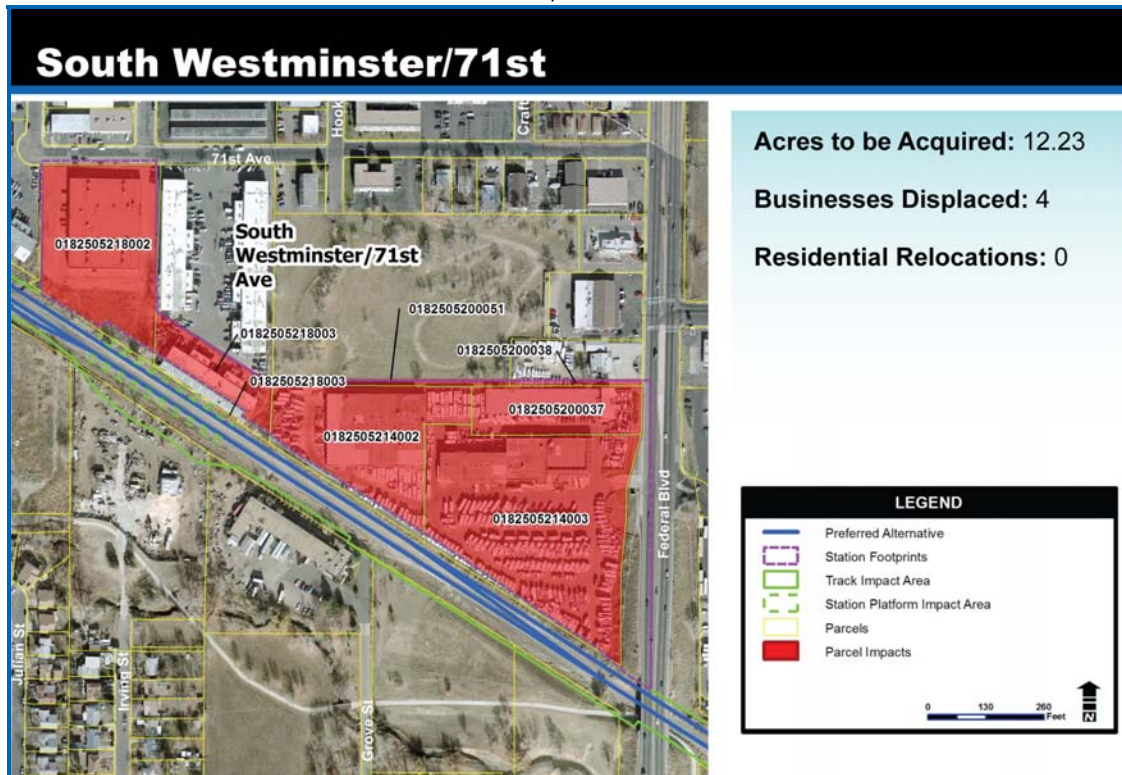 South Westminster/71st
Hook
Craft
71st Ave
0182505218002
South
Westminster/71st
Ave
0182505200051
0182505218003
0182505200038
0182505218003
0182505200037
0182505214002
0182505214003
Federal Blvd
Julian St
Irving St
Grove St
Acres to be Acquired: 12.23
Businesses Displaced: 4
Residential Relocations: 0
LEGEND
Preferred Alternative
Station Footprints
Track Impact Area
Station Platform Impact Area
Parcels
Parcel Impacts
0 130 260
Feet
N